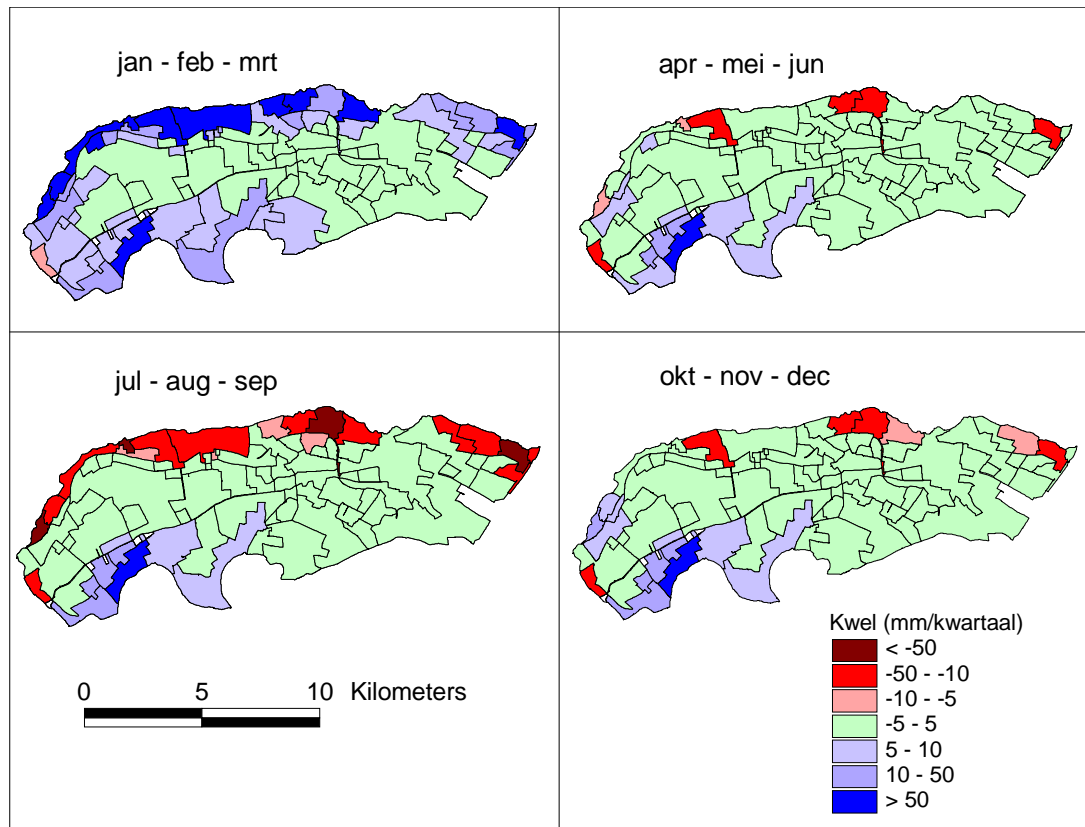 jan - feb - mrt
apr - mei - jun
jul - aug - sep
okt - nov - dec
0 5 10 Kilometers
Kwel (mm/kwartaal)
< -50
-50 - -10
-10 - -5
-5 - 5
5 - 10
10 - 50
> 50